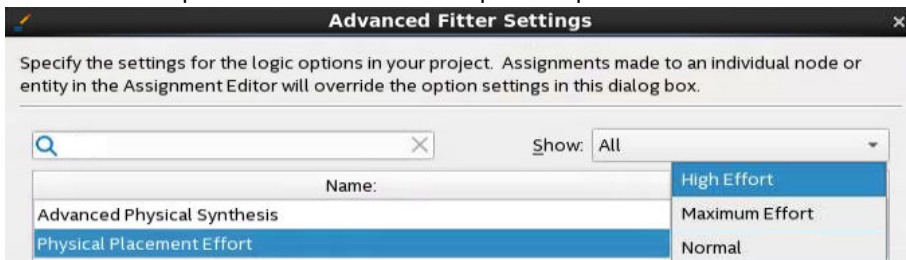 Advanced Fitter Settings
Specify the settings for the logic options in your project. Assignments made to an individual node or
entity in the Assignment Editor will override the option settings in this dialog box.
Show: All
Name:
High Effort
Advanced Physical Synthesis
Maximum Effort
Physical Placement Effort
Normal